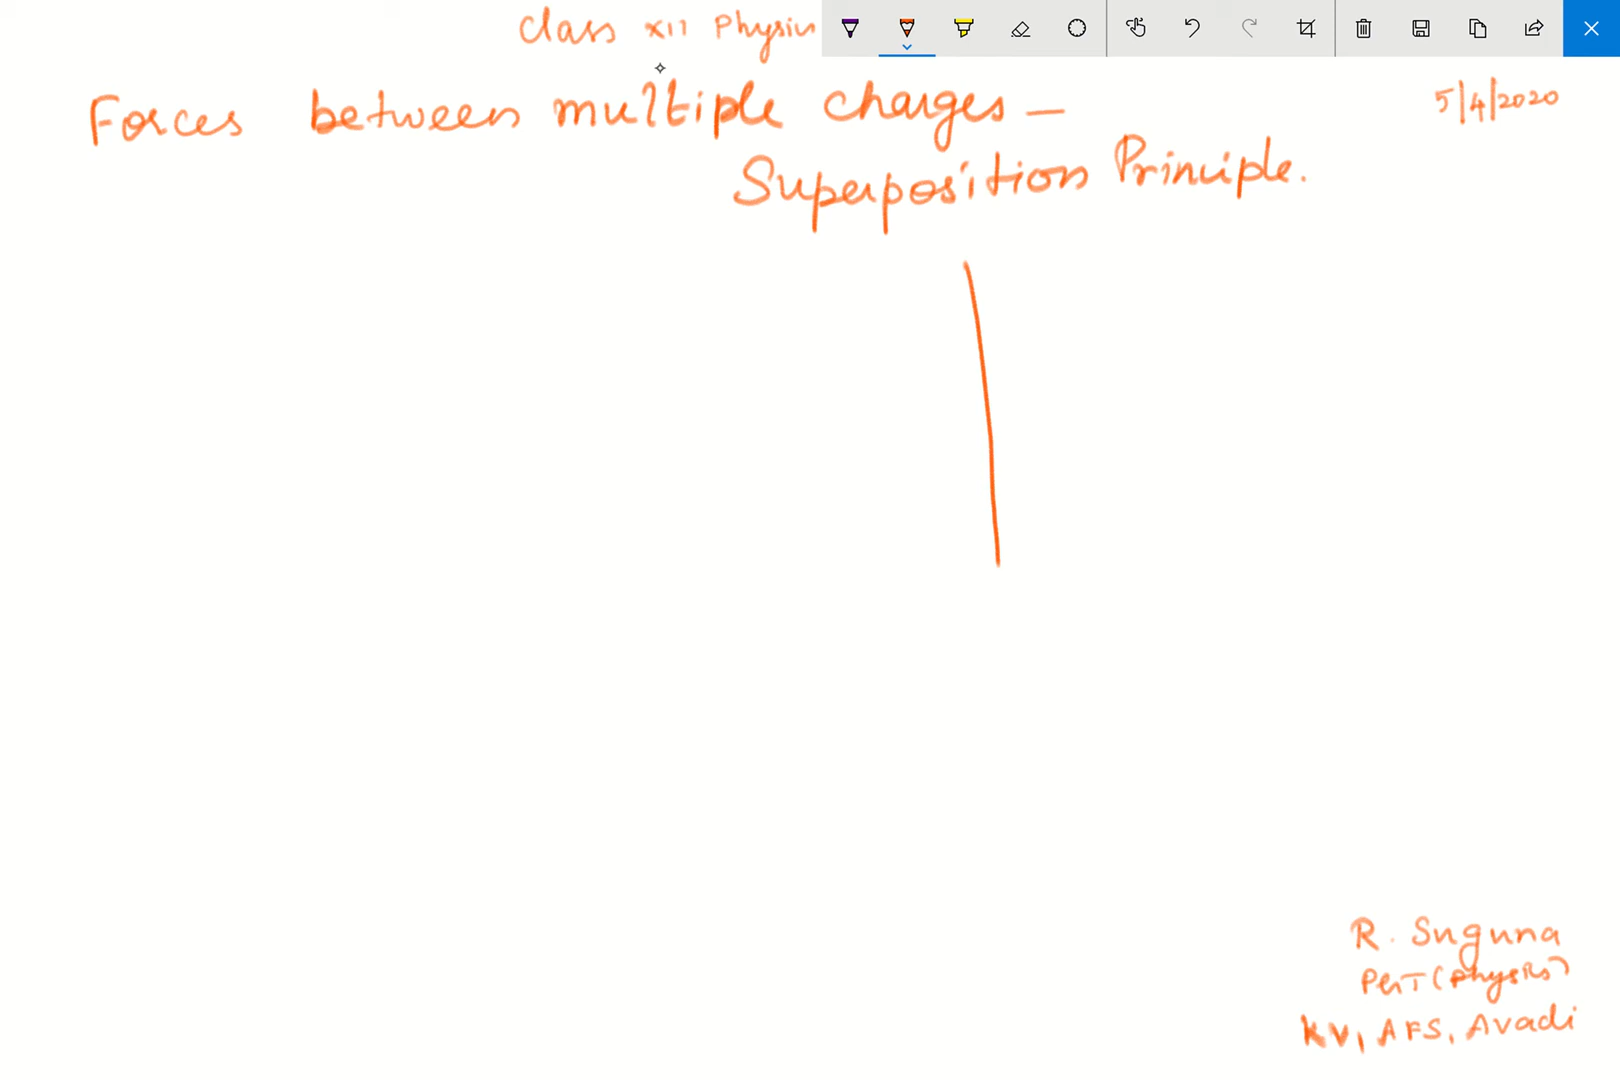 Class XII Physics
5/4/2020
Forces between multiple charges –
Superposition Principle.
R. Suguna
PGT (Physics)
KV, AFS, Avadi